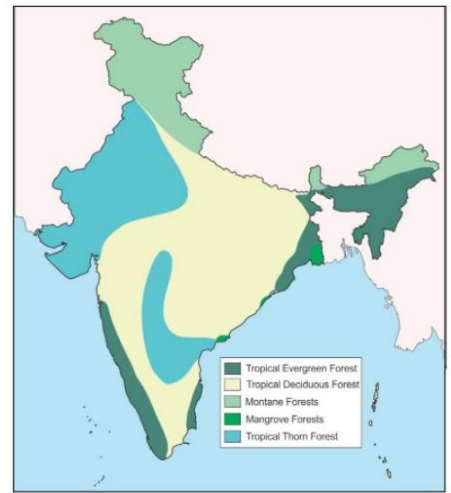 Tropical Evergreen Forest
Tropical Deciduous Forest
Montane Forests
Mangrove Forests
Tropical Thorn Forest